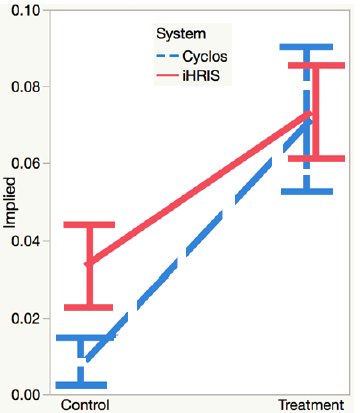 0.10
System
Cyclos
iHRIS
0.08
0.06
Implied
0.04
0.02
0.00
Control
Treatment